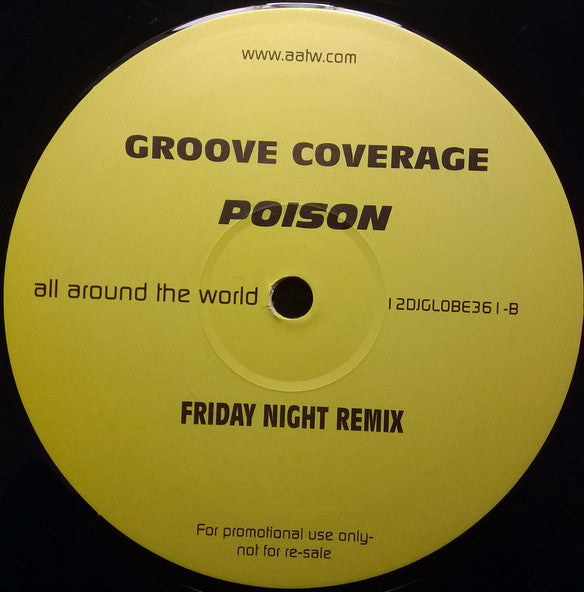 www.aatw.com
GROOVE COVERAGE
POISON
all around the world
12DJGLOBE361-B
FRIDAY NIGHT REMIX
For promotional use only-
not for re-sale